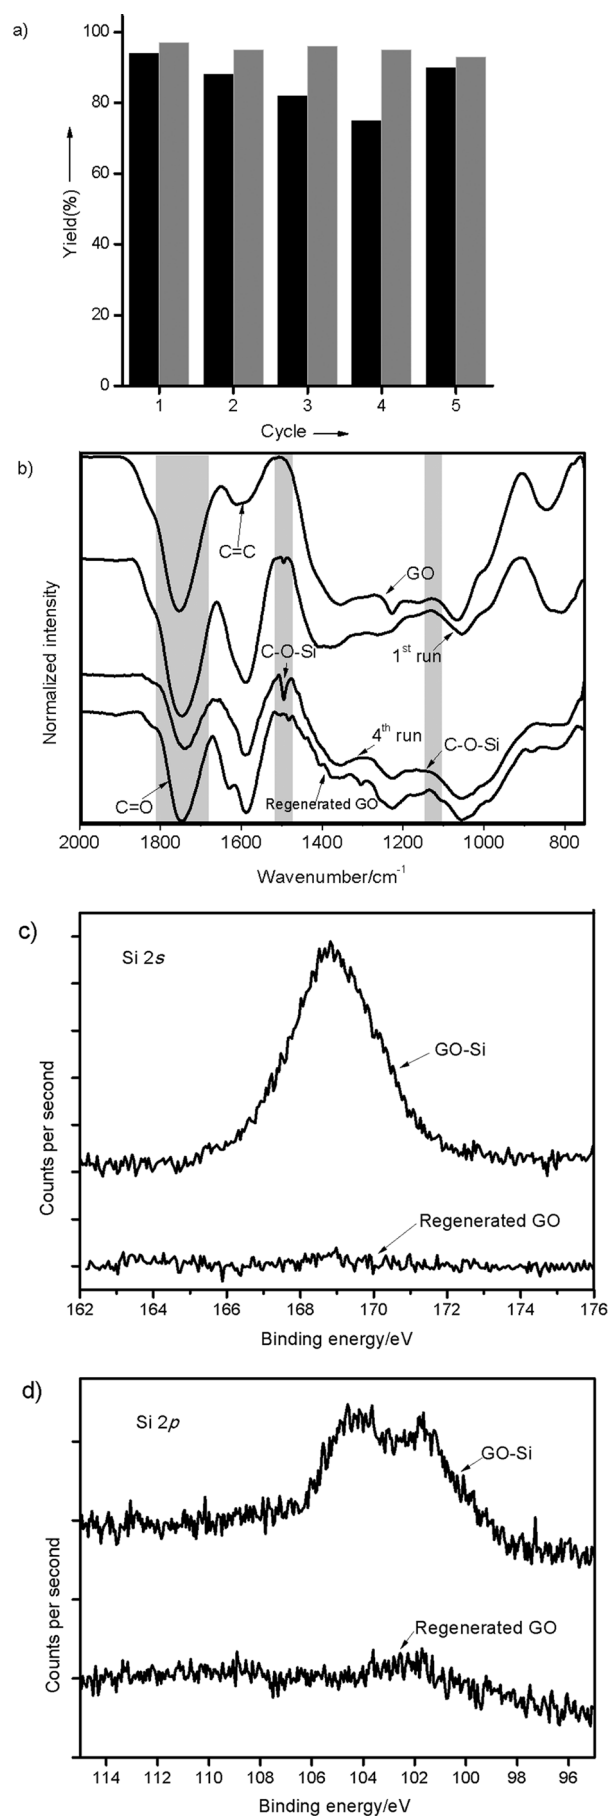 a)
100
80
60
40
20
0
Yield(%)
1 2 3 4 5
Cycle
b)
C=C
GO
1st run
C-O-Si
4th run
C-O-Si
C=O
Regenerated GO
Normalized intensity
2000 1800 1600 1400 1200 1000 800
Wavenumber/cm-1
c)
Si 2s
GO-Si
Regenerated GO
Counts per second
162 164 166 168 170 172 174 176
Binding energy/eV
d)
Si 2p
GO-Si
Regenerated GO
Counts per second
114 112 110 108 106 104 102 100 98 96
Binding energy/eV